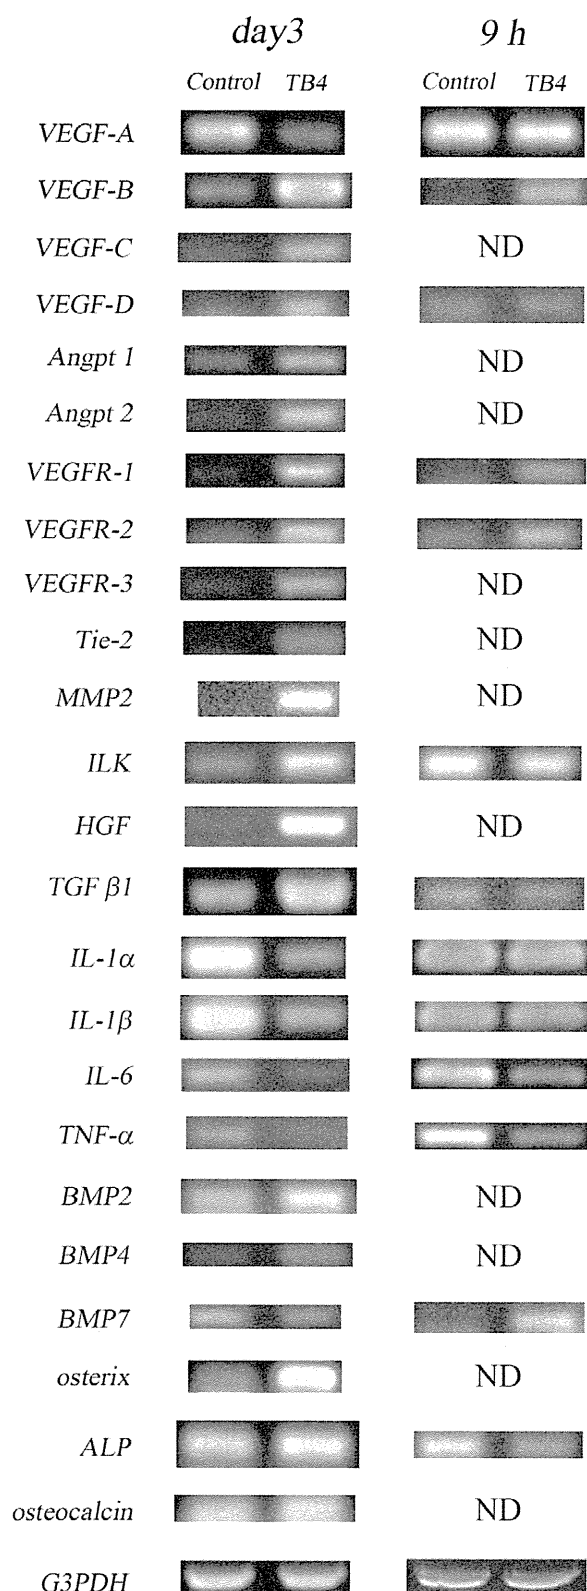 day3 9 h
Control TB4 Control TB4
VEGF-A
VEGF-B
VEGF-C ND
VEGF-D
Angpt 1 ND
Angpt 2 ND
VEGFR-1
VEGFR-2
VEGFR-3 ND
Tie-2 ND
MMP2 ND
ILK
HGF ND
TGF β1
IL-1α
IL-1β
IL-6
TNF-α
BMP2 ND
BMP4 ND
BMP7
osterix ND
ALP
osteocalcin ND
G3PDH